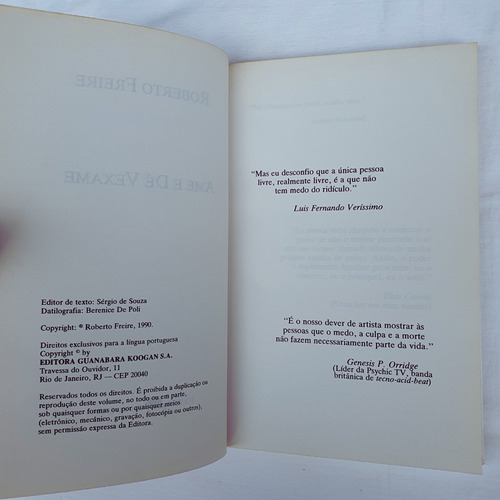 ROBERTO FREIRE
AME E DÊ VEXAME
Editor de texto: Sérgio de Souza
Datilografia: Berenice De Poli
Copyright: © Roberto Freire, 1990.
Direitos exclusivos para a língua portuguesa
Copyright © by
EDITORA GUANABARA KOOGAN S.A.
Travessa do Ouvidor, 11
Rio de Janeiro, RJ — CEP 20040
Reservados todos os direitos. É proibida a duplicação ou
reprodução deste volume, no todo ou em parte,
sob quaisquer formas ou por quaisquer meios
(eletrônico, mecânico, gravação, fotocópia ou outros),
sem permissão expressa da Editora.
"Mas eu desconfio que a única pessoa
livre, realmente livre, é a que não
tem medo do ridículo."
Luis Fernando Veríssimo
"É o nosso dever de artista mostrar às
pessoas que o medo, a culpa e a morte
não fazem necessariamente parte da vida."
Genesis P. Orridge
(Líder da Psychic TV, banda
britânica de tecno-acid-beat)